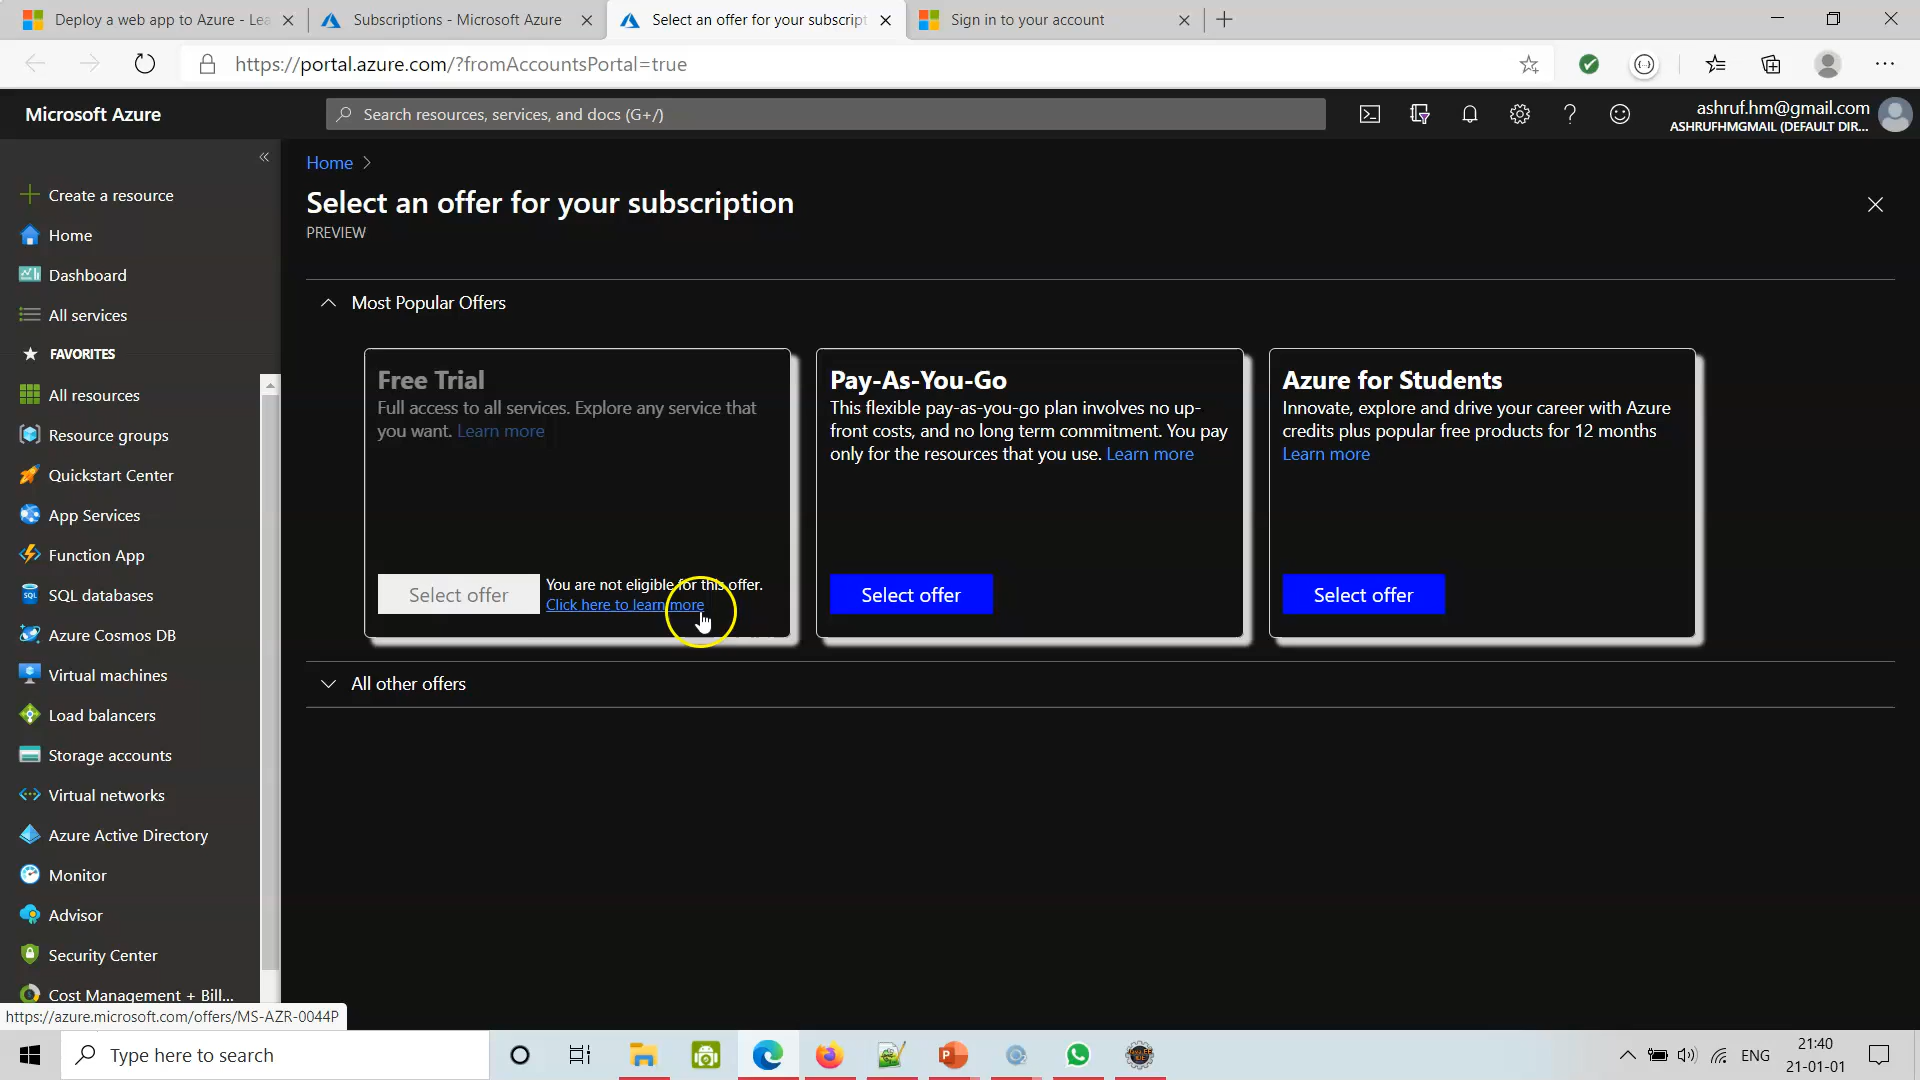 Deploy a web app to Azure - Lea
Subscriptions - Microsoft Azure
Select an offer for your subscript
Sign in to your account
https://portal.azure.com/?fromAccountsPortal=true
Microsoft Azure
Search resources, services, and docs (G+/)
ashruf.hm@gmail.com
ASHRUFHMGMAIL (DEFAULT DIR...
Create a resource
Home
Dashboard
All services
FAVORITES
All resources
Resource groups
Quickstart Center
App Services
Function App
SQL databases
Azure Cosmos DB
Virtual machines
Load balancers
Storage accounts
Virtual networks
Azure Active Directory
Monitor
Advisor
Security Center
Cost Management + Bill...
https://azure.microsoft.com/offers/MS-AZR-0044P
Home
Select an offer for your subscription
PREVIEW
Most Popular Offers
Free Trial
Full access to all services. Explore any service that
you want. Learn more
Select offer
You are not eligible for this offer.
Click here to learn more
Pay-As-You-Go
This flexible pay-as-you-go plan involves no up-
front costs, and no long term commitment. You pay
only for the resources that you use. Learn more
Select offer
Azure for Students
Innovate, explore and drive your career with Azure
credits plus popular free products for 12 months
Learn more
Select offer
All other offers
Type here to search
ENG
21:40
21-01-01